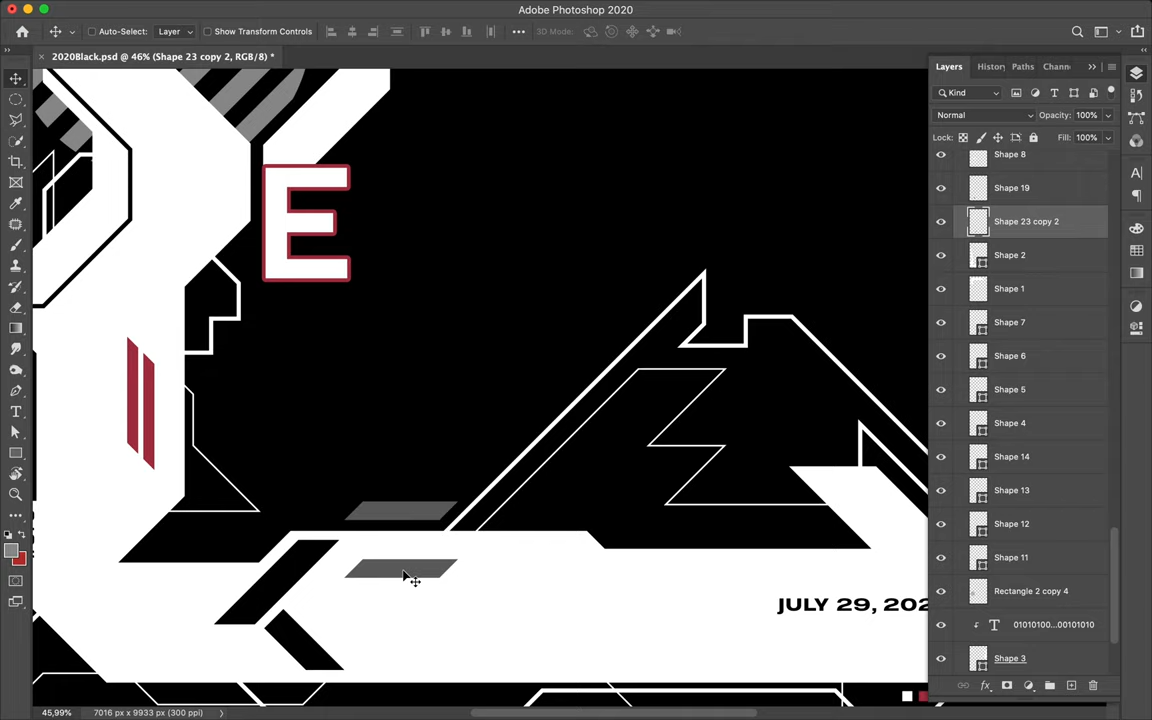 Adobe Photoshop 2020
Auto-Select: Layer Show Transform Controls 3D Mode:
2020Black.psd @ 46% (Shape 23 copy 2, RGB/8) *
Layers History Paths Chann
Kind
Normal Opacity: 100%
Lock: Fill: 100%
Shape 8
Shape 19
Shape 23 copy 2
Shape 2
Shape 1
Shape 7
Shape 6
Shape 5
Shape 4
Shape 14
Shape 13
Shape 12
Shape 11
Rectangle 2 copy 4
01010100...00101010
Shape 3
fx
E
JULY 29, 202
45,99% 7016 px x 9933 px (300 ppi)